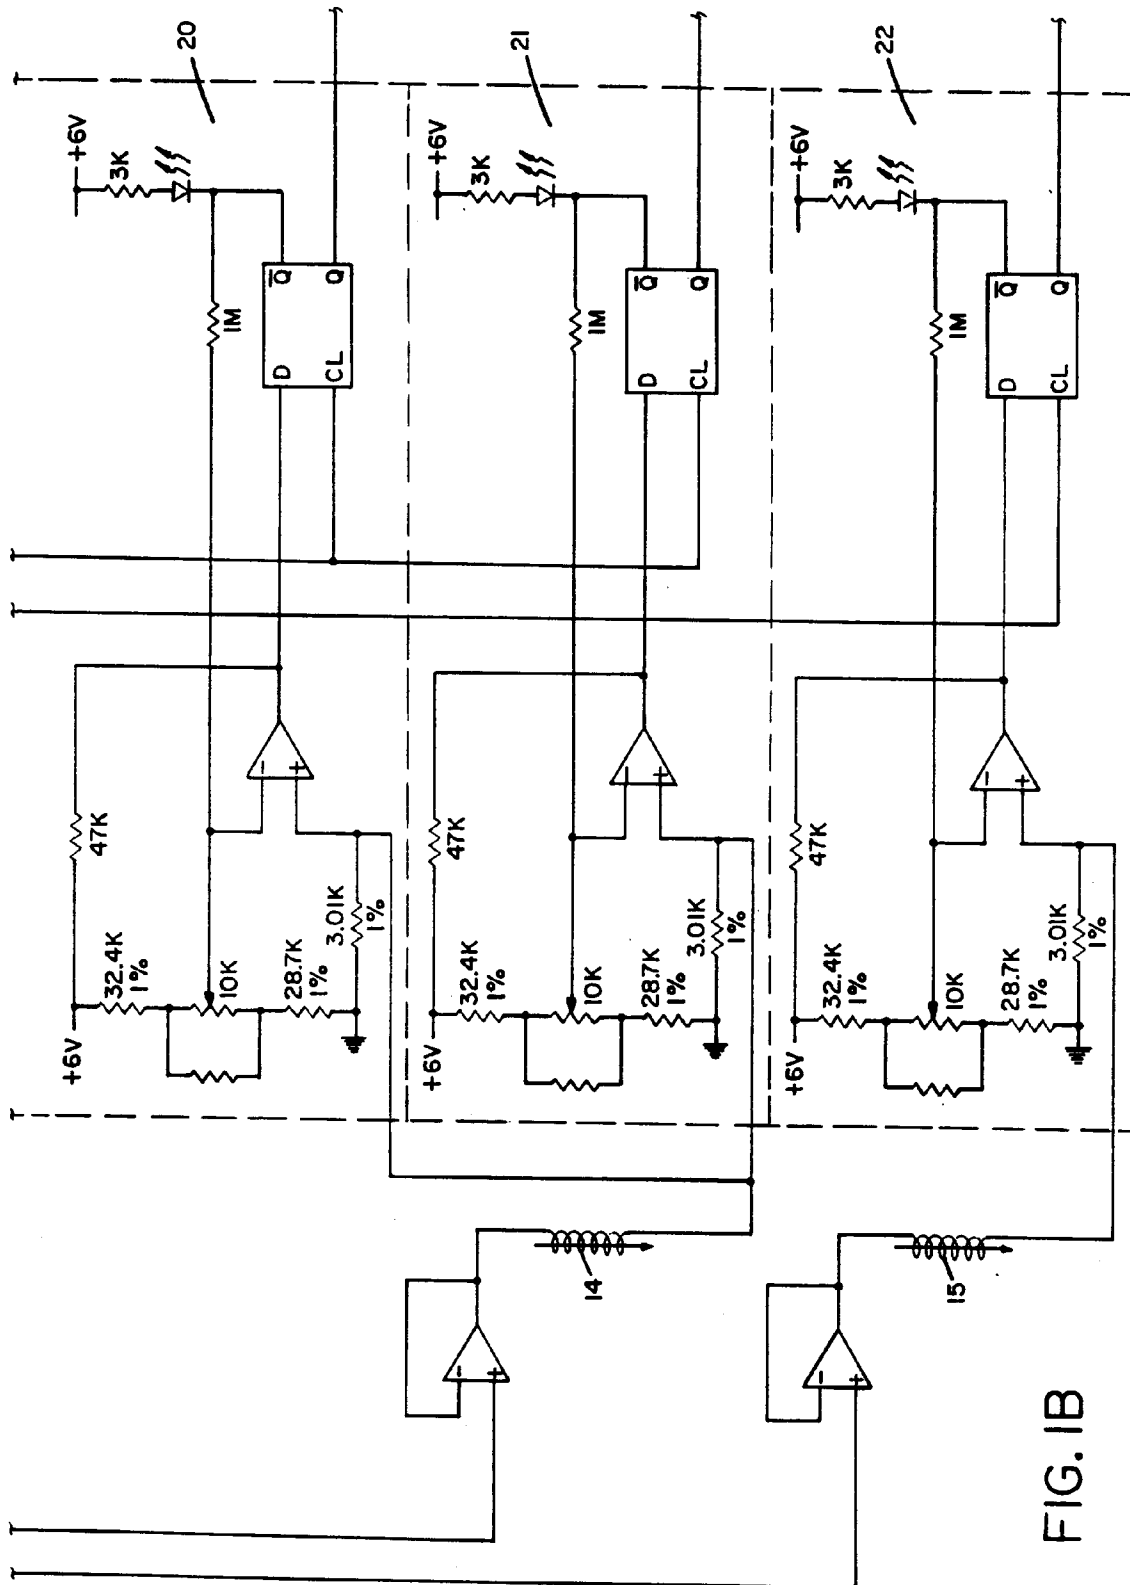 20
+6V
3K
1M
Q̅
Q
D
CL
47K
−
+
+6V
32.4K
1%
10K
28.7K
1%
3.01K
1%
21
+6V
3K
1M
Q̅
Q
D
CL
47K
−
+
+6V
32.4K
1%
10K
28.7K
1%
3.01K
1%
14
−
+
22
+6V
3K
1M
Q̅
Q
D
CL
47K
−
+
+6V
32.4K
1%
10K
28.7K
1%
3.01K
1%
15
−
+
FIG. 1B